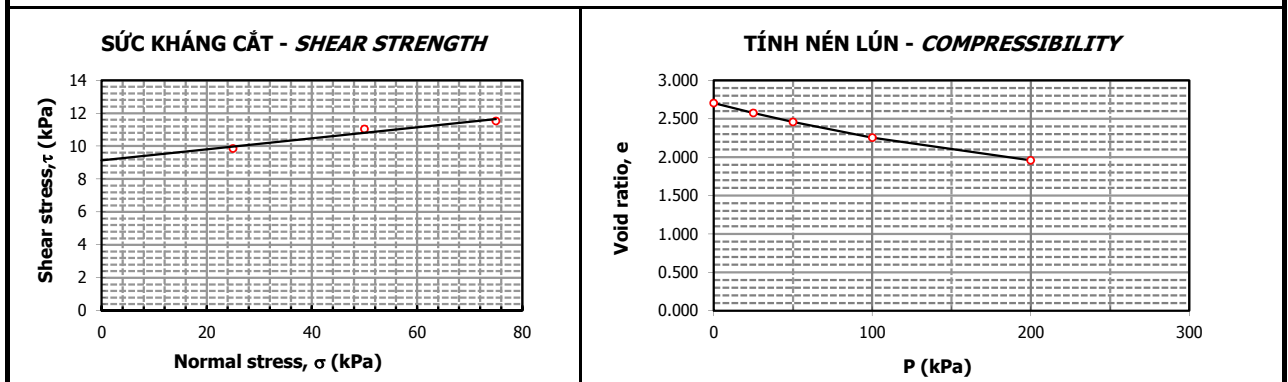 SỨC KHÁNG CẮT - SHEAR STRENGTH
14
12
10
8
6
4
2
0
0 20 40 60 80
Shear stress,τ (kPa)
Normal stress, σ (kPa)
TÍNH NÉN LÚN - COMPRESSIBILITY
3.000
2.500
2.000
1.500
1.000
0.500
0.000
0 100 200 300
Void ratio, e
P (kPa)